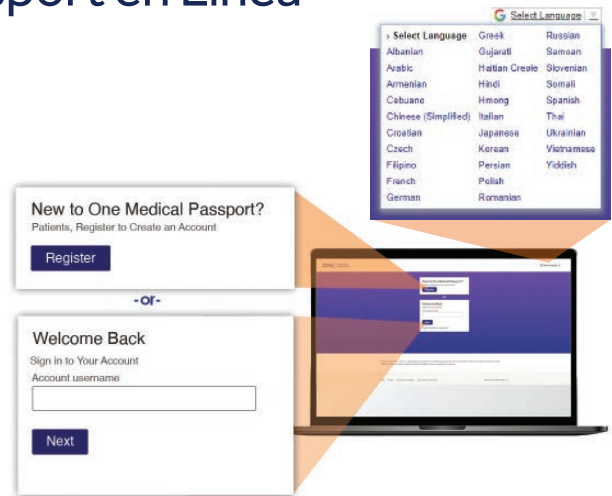 sport en Línea
Select Language
› Select Language
Albanian
Arabic
Armenian
Cebuano
Chinese (Simplified)
Croatian
Czech
Filipino
French
German
Greek
Gujarati
Haitian Creole
Hindi
Hmong
Italian
Japanese
Korean
Persian
Polish
Romanian
Russian
Samoan
Slovenian
Somali
Spanish
Thai
Ukrainian
Vietnamese
Yiddish
New to One Medical Passport?
Patients, Register to Create an Account
Register
-or-
Welcome Back
Sign in to Your Account
Account username
Next